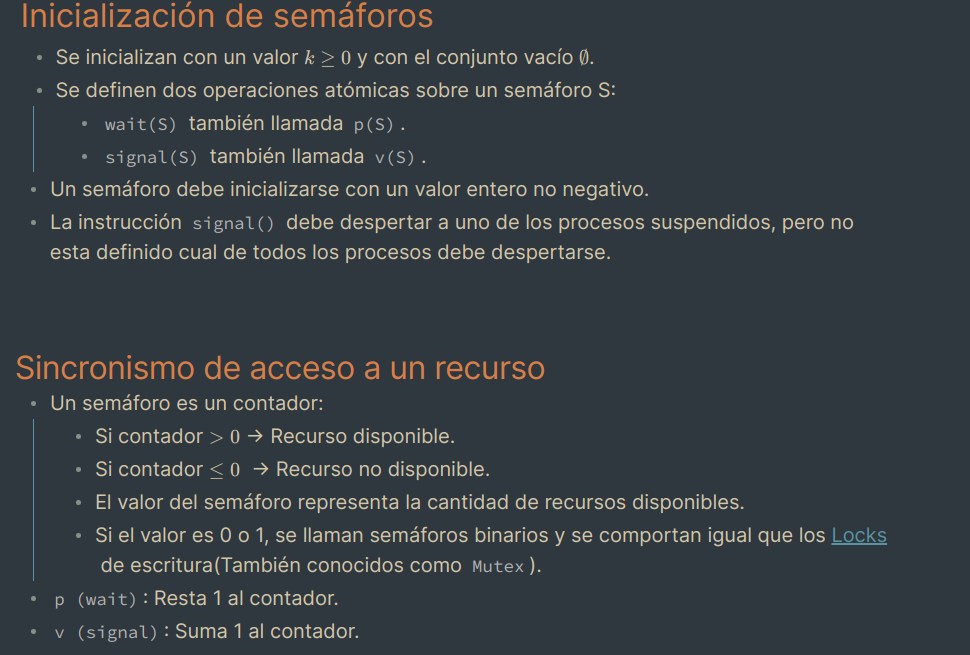 Inicialización de semáforos
• Se inicializan con un valor k ≥ 0 y con el conjunto vacío ∅.
• Se definen dos operaciones atómicas sobre un semáforo S:
• wait(S) también llamada p(S).
• signal(S) también llamada v(S).
• Un semáforo debe inicializarse con un valor entero no negativo.
• La instrucción signal() debe despertar a uno de los procesos suspendidos, pero no
esta definido cual de todos los procesos debe despertarse.
Sincronismo de acceso a un recurso
• Un semáforo es un contador:
• Si contador > 0 → Recurso disponible.
• Si contador ≤ 0 → Recurso no disponible.
• El valor del semáforo representa la cantidad de recursos disponibles.
• Si el valor es 0 o 1, se llaman semáforos binarios y se comportan igual que los Locks
de escritura(También conocidos como Mutex).
• p (wait): Resta 1 al contador.
• v (signal): Suma 1 al contador.